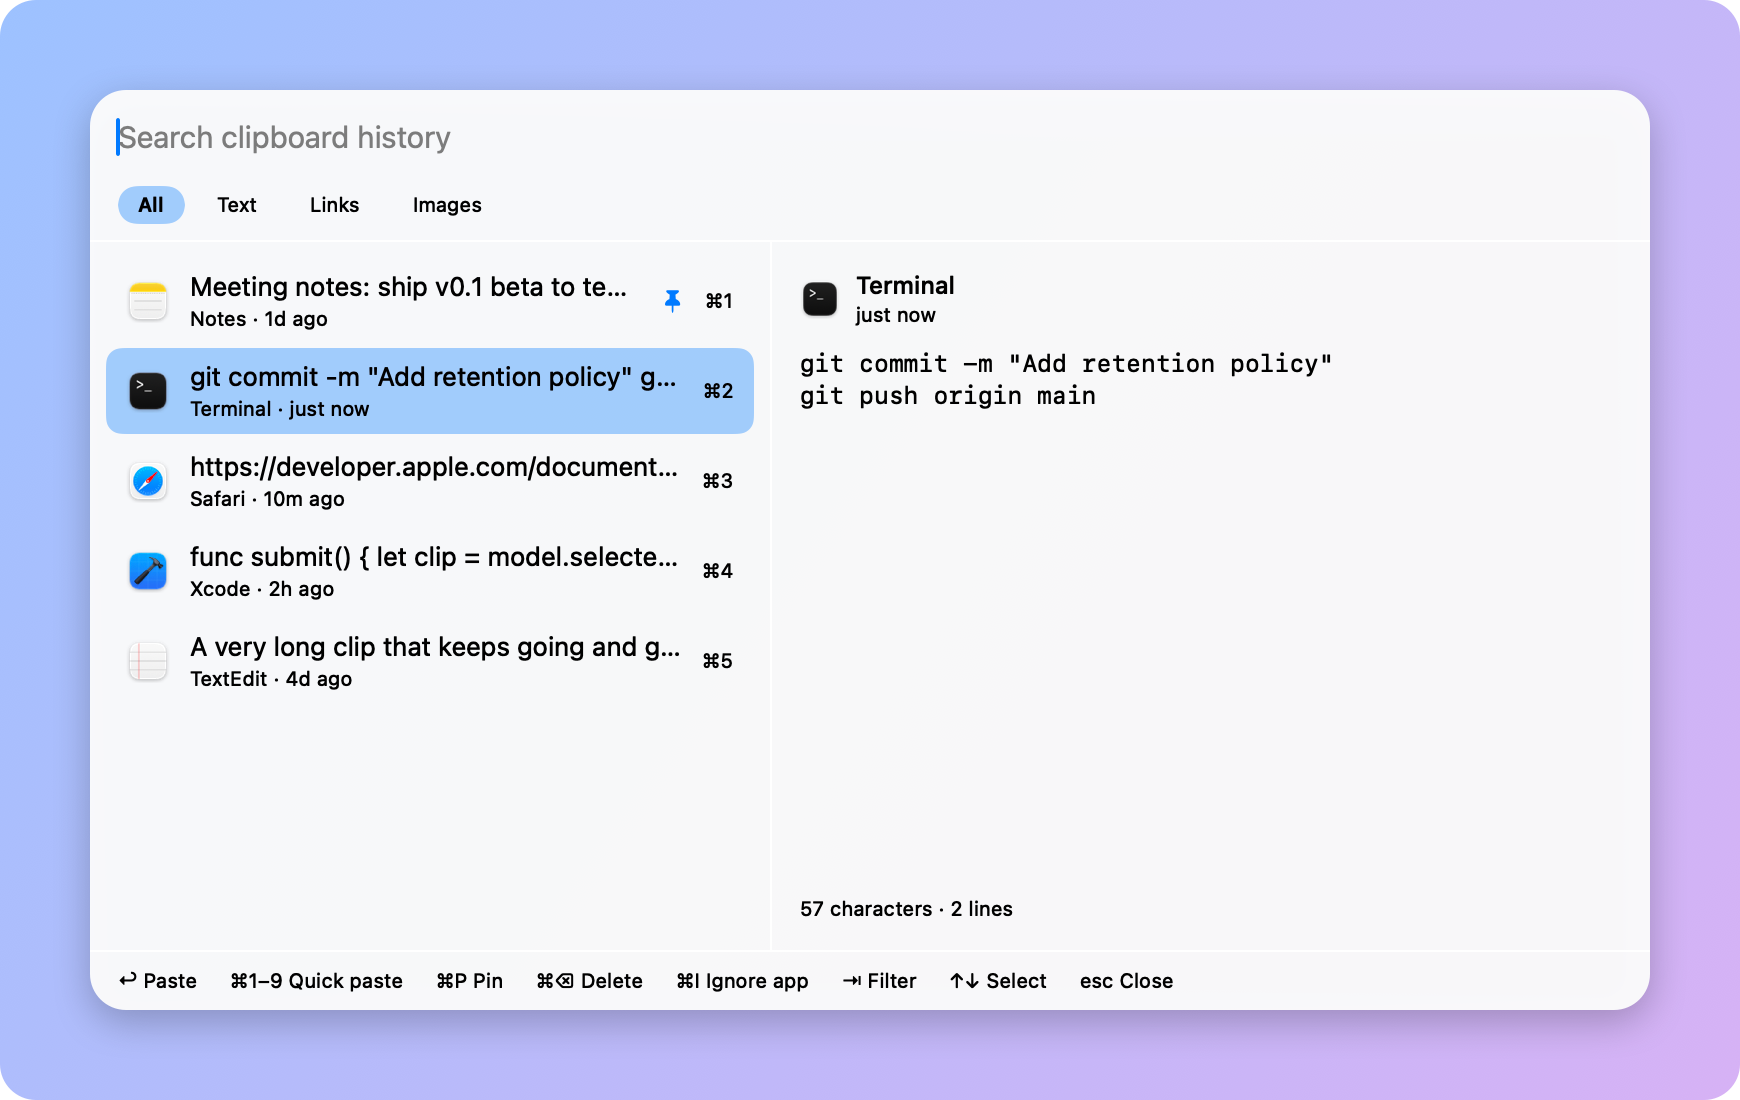 Search clipboard history
All Text Links Images
Meeting notes: ship v0.1 beta to te... ⌘1
Notes · 1d ago
git commit -m "Add retention policy" g... ⌘2
Terminal · just now
https://developer.apple.com/document... ⌘3
Safari · 10m ago
func submit() { let clip = model.selecte... ⌘4
Xcode · 2h ago
A very long clip that keeps going and g... ⌘5
TextEdit · 4d ago
Terminal
just now
git commit -m "Add retention policy"
git push origin main
57 characters · 2 lines
↩ Paste ⌘1–9 Quick paste ⌘P Pin ⌘⌫ Delete ⌘I Ignore app ⇥ Filter ↑↓ Select esc Close